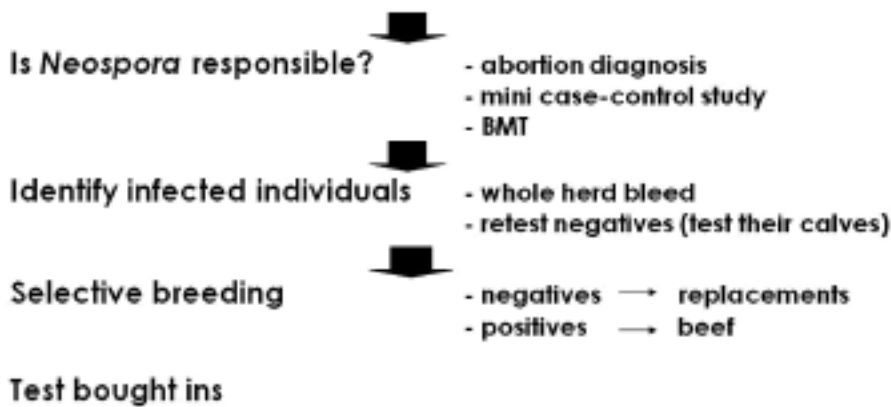 Is Neospora responsible? - abortion diagnosis
- mini case-control study
- BMT
Identify infected individuals - whole herd bleed
- retest negatives (test their calves)
Selective breeding - negatives → replacements
- positives → beef
Test bought ins